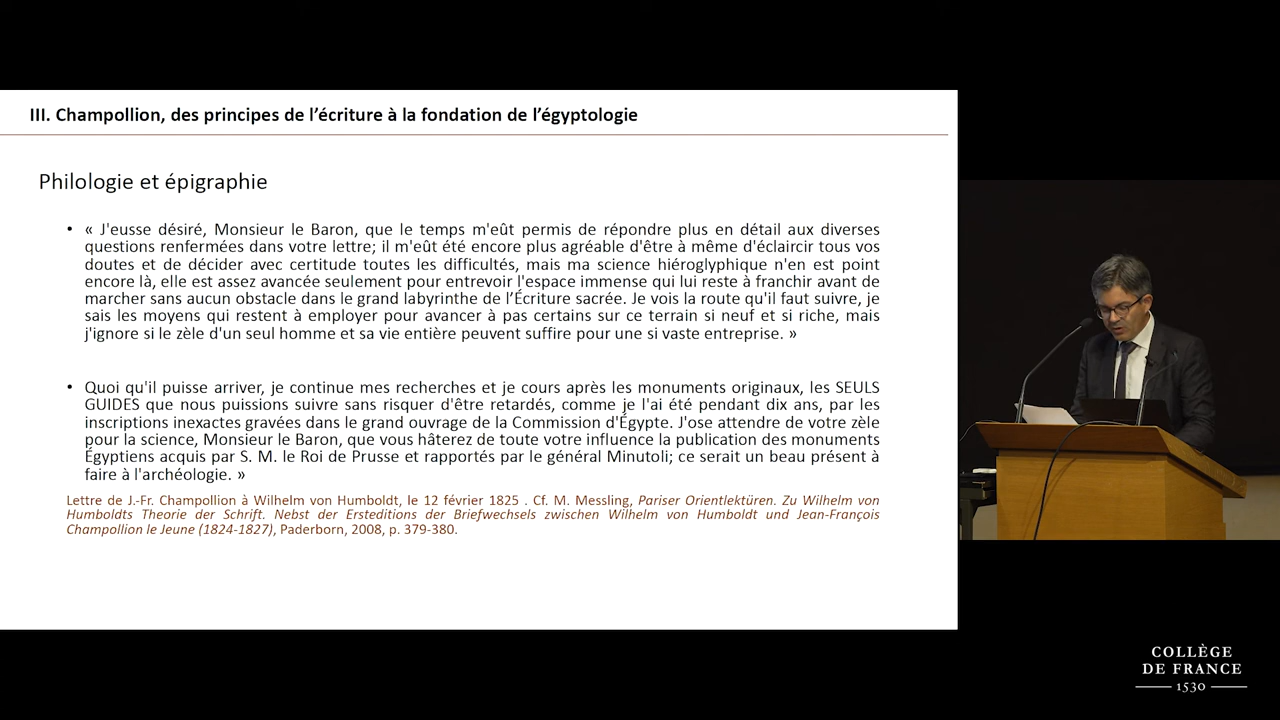 III. Champollion, des principes de l’écriture à la fondation de l’égyptologie
Philologie et épigraphie
• « J'eusse désiré, Monsieur le Baron, que le temps m'eût permis de répondre plus en détail aux diverses
questions renfermées dans votre lettre; il m'eût été encore plus agréable d'être à même d'éclaircir tous vos
doutes et de décider avec certitude toutes les difficultés, mais ma science hiéroglyphique n'en est point
encore là, elle est assez avancée seulement pour entrevoir l'espace immense qui lui reste à franchir avant de
marcher sans aucun obstacle dans le grand labyrinthe de l’Écriture sacrée. Je vois la route qu'il faut suivre, je
sais les moyens qui restent à employer pour avancer à pas certains sur ce terrain si neuf et si riche, mais
j'ignore si le zèle d'un seul homme et sa vie entière peuvent suffire pour une si vaste entreprise. »
• Quoi qu'il puisse arriver, je continue mes recherches et je cours après les monuments originaux, les SEULS
GUIDES que nous puissions suivre sans risquer d'être retardés, comme je l'ai été pendant dix ans, par les
inscriptions inexactes gravées dans le grand ouvrage de la Commission d'Égypte. J'ose attendre de votre zèle
pour la science, Monsieur le Baron, que vous hâterez de toute votre influence la publication des monuments
Égyptiens acquis par S. M. le Roi de Prusse et rapportés par le général Minutoli; ce serait un beau présent à
faire à l'archéologie. »
Lettre de J.-Fr. Champollion à Wilhelm von Humboldt, le 12 février 1825 . Cf. M. Messling, Pariser Orientlektüren. Zu Wilhelm von
Humboldts Theorie der Schrift. Nebst der Ersteditions der Briefwechsels zwischen Wilhelm von Humboldt und Jean-François
Champollion le Jeune (1824-1827), Paderborn, 2008, p. 379-380.
COLLÈGE
DE FRANCE
1530